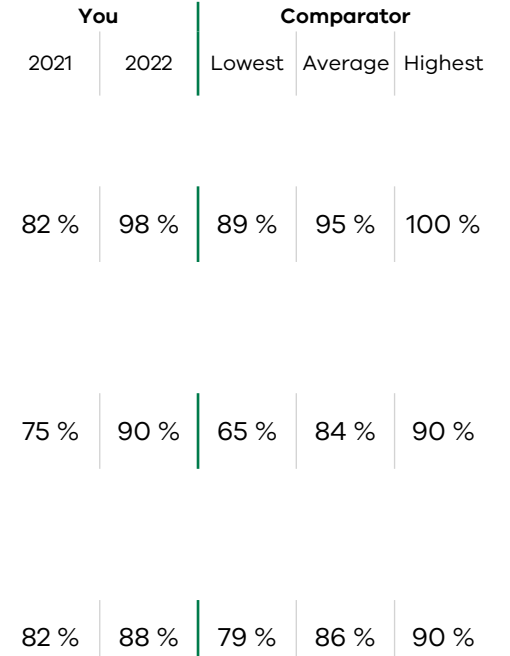 You Comparator
2021 2022 Lowest Average Highest
82 % 98 % 89 % 95 % 100 %
75 % 90 % 65 % 84 % 90 %
82 % 88 % 79 % 86 % 90 %